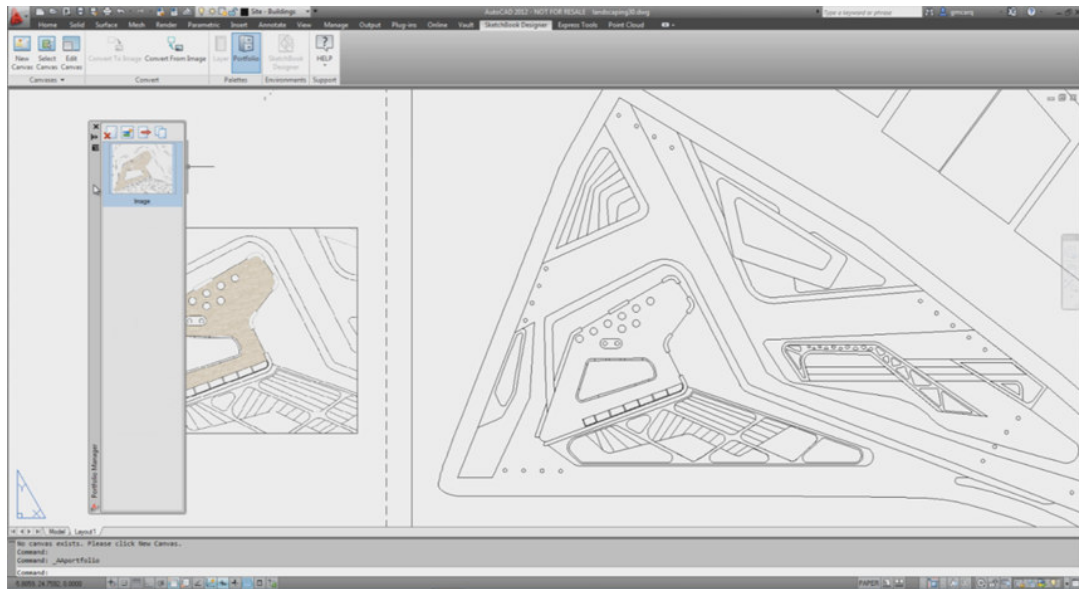 Site - Buildings
AutoCAD 2012 - NOT FOR RESALE landscaping30.dwg
Type a keyword or phrase
gmcarq
Home Solid Surface Mesh Render Parametric Insert Annotate View Manage Output Plug-ins Online Vault SketchBook Designer Express Tools Point Cloud
New Canvas
Select Canvas
Edit Canvas
Convert To Image
Convert From Image
Layer
Portfolio
SketchBook Designer
HELP
Canvases
Convert
Palettes
Environments
Support
Image
Portfolio Manager
Y
X
Model
Layout1
No canvas exists. Please click New Canvas.
Command:
Command: _AAportfolio
Command:
PAPER